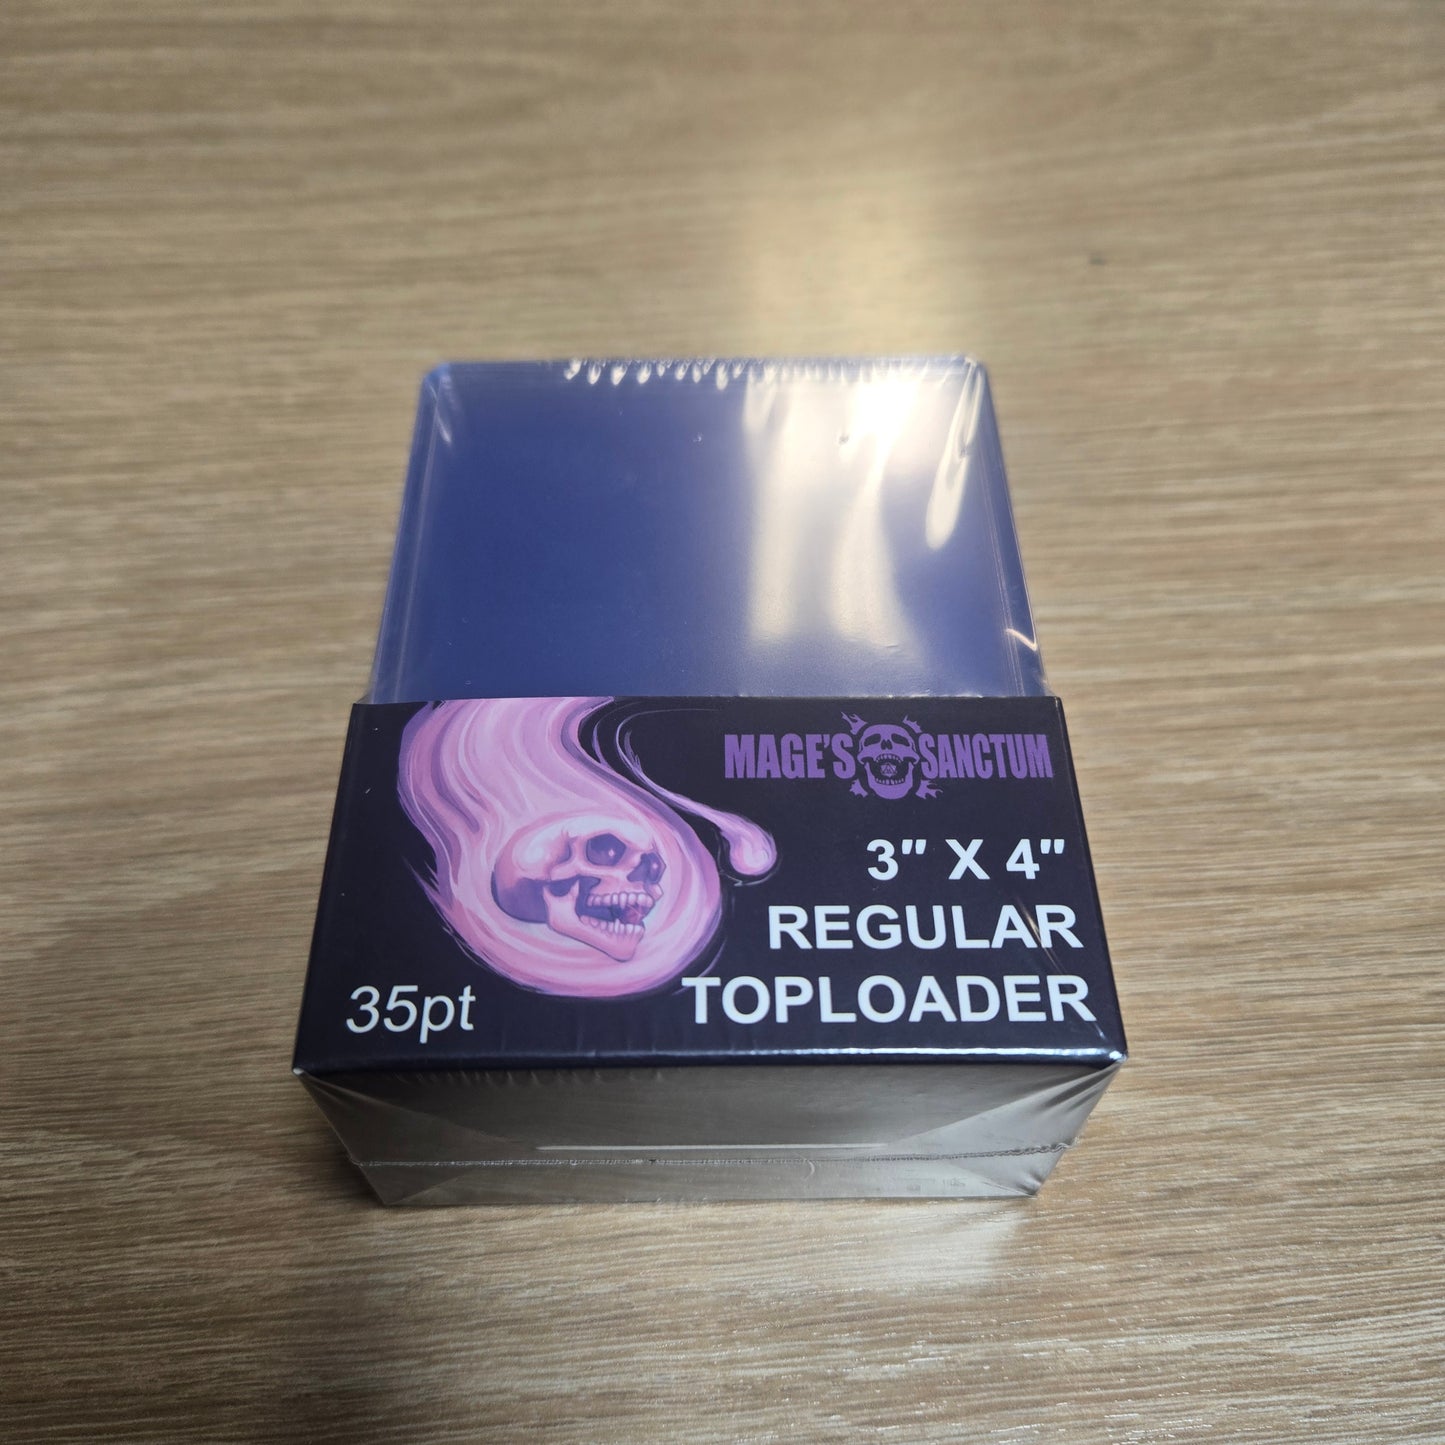 MAGE'S SANCTUM
3" X 4"
REGULAR
TOPLOADER
35pt